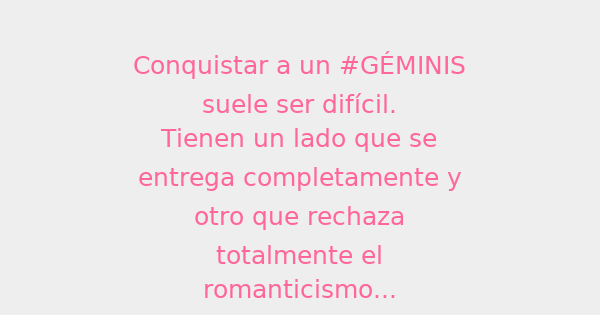 Conquistar a un #GÉMINIS
suele ser difícil.
Tienen un lado que se
entrega completamente y
otro que rechaza
totalmente el
romanticismo...